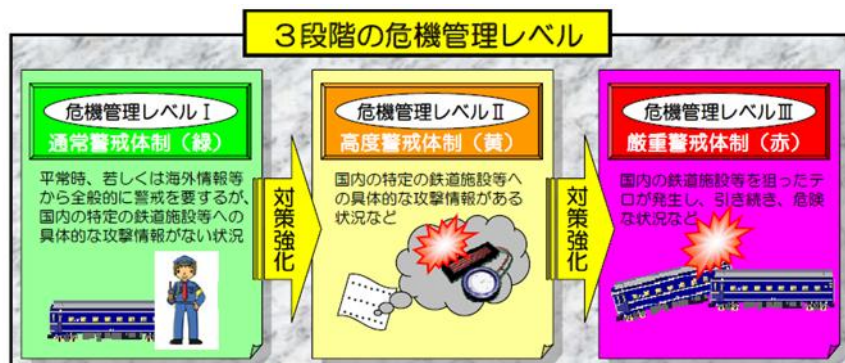 3段階の危機管理レベル
危機管理レベルⅠ
通常警戒体制(緑)
平常時、若しくは海外情報等
から全般的に警戒を要するが、
国内の特定の鉄道施設等への
具体的な攻撃情報がない状況
対策強化
危機管理レベルⅡ
高度警戒体制(黄)
国内の特定の鉄道施設等へ
の具体的な攻撃情報がある
状況など
対策強化
危機管理レベルⅢ
厳重警戒体制(赤)
国内の鉄道施設等を狙ったテ
ロが発生し、引き続き、危険
な状況など